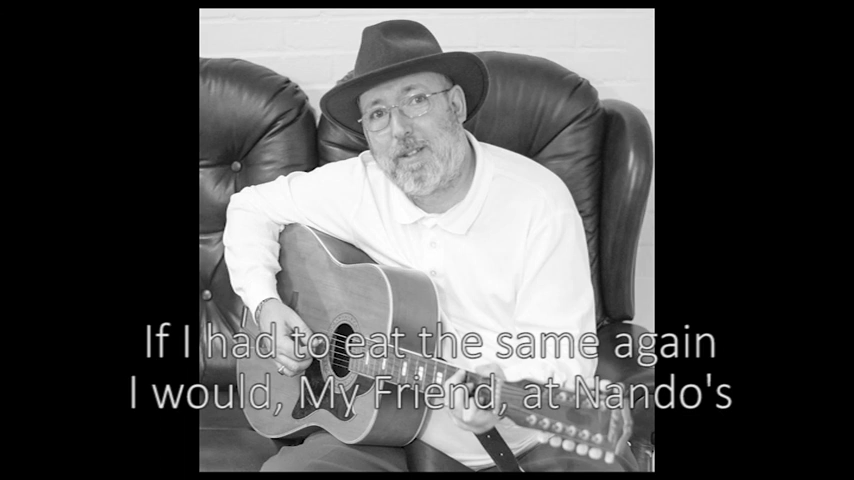 If I had to eat the same again
I would, My Friend, at Nando's